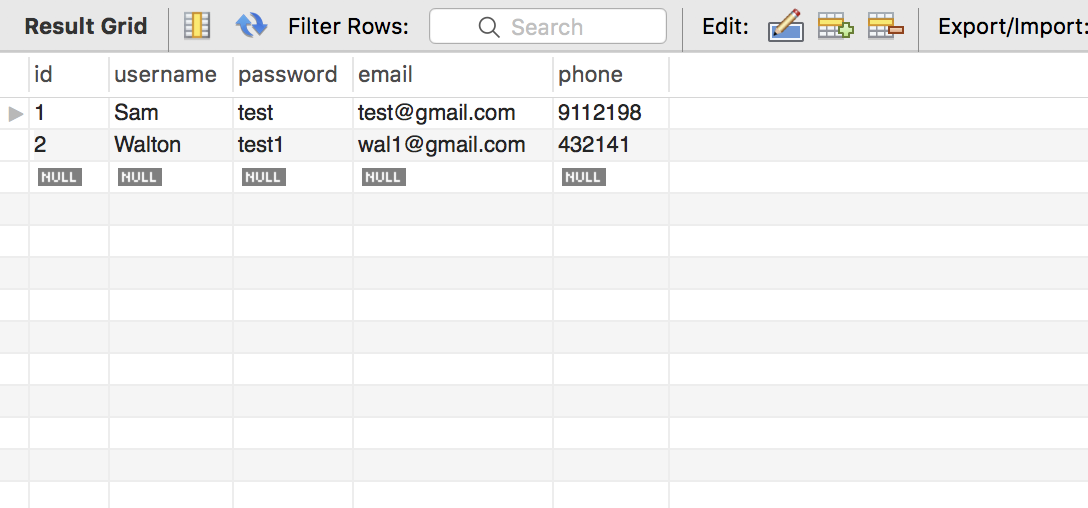 Result Grid Filter Rows: Search Edit: Export/Import:
id username password email phone
1 Sam test test@gmail.com 9112198
2 Walton test1 wal1@gmail.com 432141
NULL NULL NULL NULL NULL